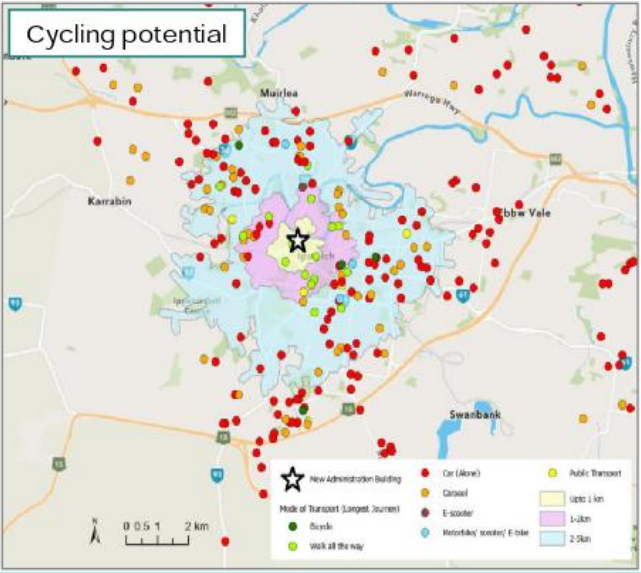 Cycling potential
Muirlea
Warrego Hwy
Karrabin
Ebbw Vale
Ipswich
Swanbank
New Administration Building
Mode of Transport (Longest Journey)
Bicycle
Walk all the way
Car (Alone)
Carpool
E-scooter
Motorbike/ scooter/ E-bike
Public Transport
Upto 1 km
1-2km
2-5km
N
0 0.5 1 2 km